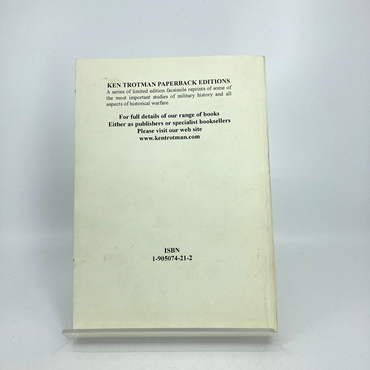 KEN TROTMAN PAPERBACK EDITIONS
A series of limited edition facsimile reprints of some of
the most important studies of military history and all
aspects of historical warfare.
For full details of our range of books
Either as publishers or specialist booksellers
Please visit our web site
www.kentrotman.com
ISBN
1-905074-21-2